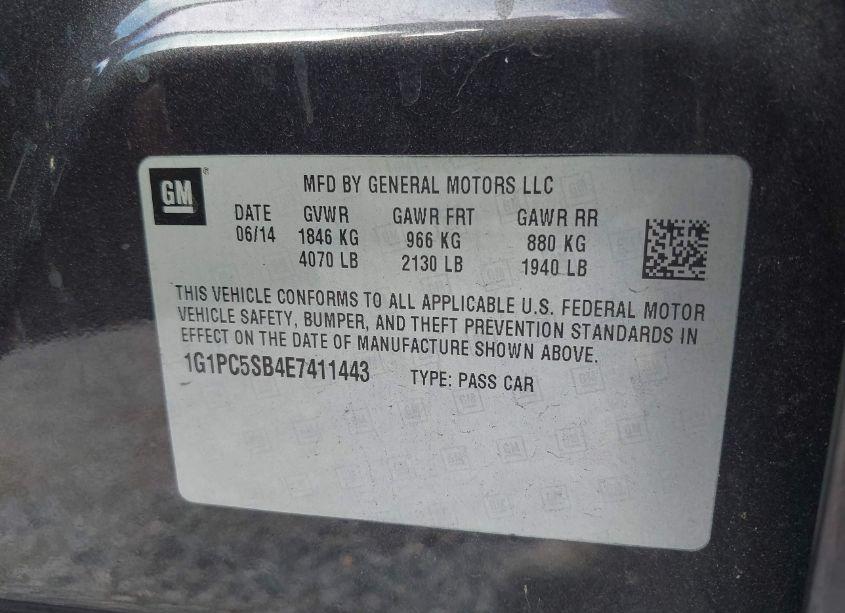 GM
MFD BY GENERAL MOTORS LLC
DATE GVWR GAWR FRT GAWR RR
06/14 1846 KG 966 KG 880 KG
4070 LB 2130 LB 1940 LB
THIS VEHICLE CONFORMS TO ALL APPLICABLE U.S. FEDERAL MOTOR
VEHICLE SAFETY, BUMPER, AND THEFT PREVENTION STANDARDS IN
EFFECT ON THE DATE OF MANUFACTURE SHOWN ABOVE.
1G1PC5SB4E7411443 TYPE: PASS CAR